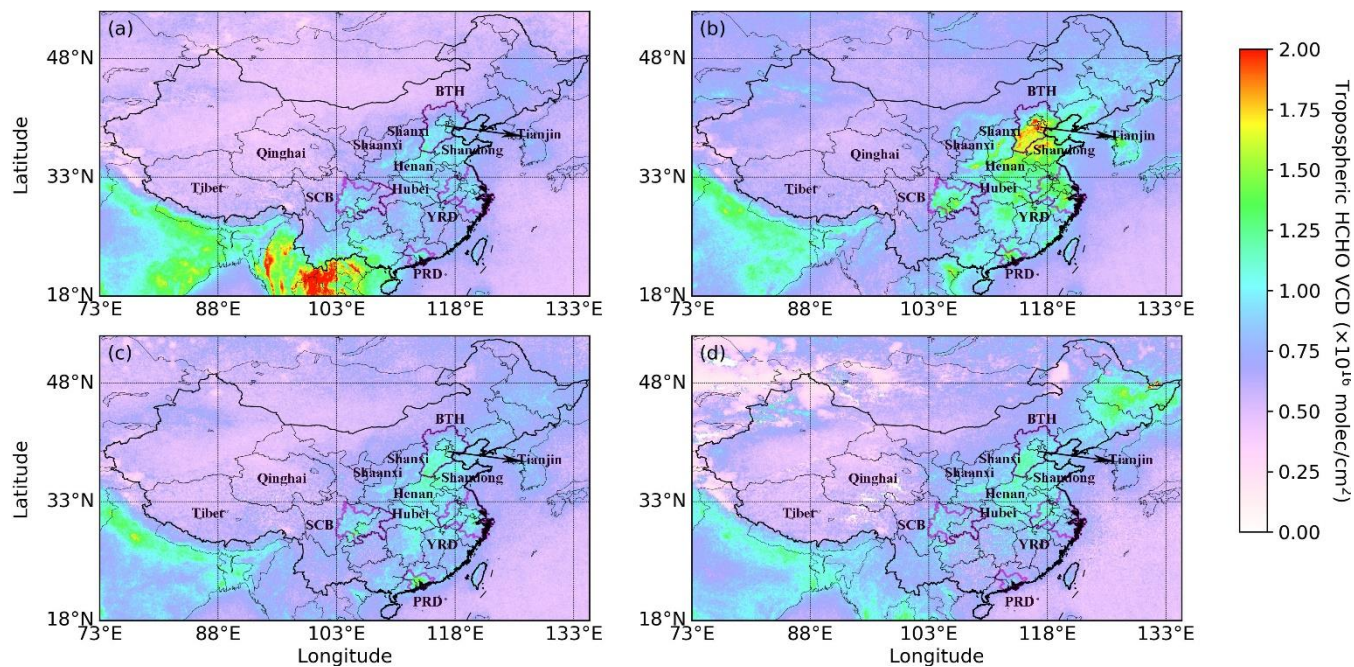 (a)
48°N
BTH
Shanxi
Tianjin
Shaanxi
Qinghai
Shandong
Henan
33°N
Tibet
SCB
Hubei
YRD
PRD
18°N
73°E
88°E
103°E
118°E
133°E
Latitude
(b)
BTH
Shanxi
Tianjin
Shaanxi
Qinghai
Shandong
Henan
33°N
Tibet
SCB
Hubei
YRD
PRD
48°N
18°N
73°E
88°E
103°E
118°E
133°E
(c)
48°N
BTH
Shanxi
Tianjin
Shaanxi
Qinghai
Shandong
Henan
33°N
Tibet
SCB
Hubei
YRD
PRD
18°N
73°E
88°E
103°E
118°E
133°E
Latitude
Longitude
(d)
48°N
BTH
Shanxi
Tianjin
Shaanxi
Qinghai
Shandong
Henan
33°N
Tibet
SCB
Hubei
YRD
PRD
18°N
73°E
88°E
103°E
118°E
133°E
Longitude
2.00
1.75
1.50
1.25
1.00
0.75
0.50
0.25
0.00
Tropospheric HCHO VCD (×10¹⁶ molec/cm²)